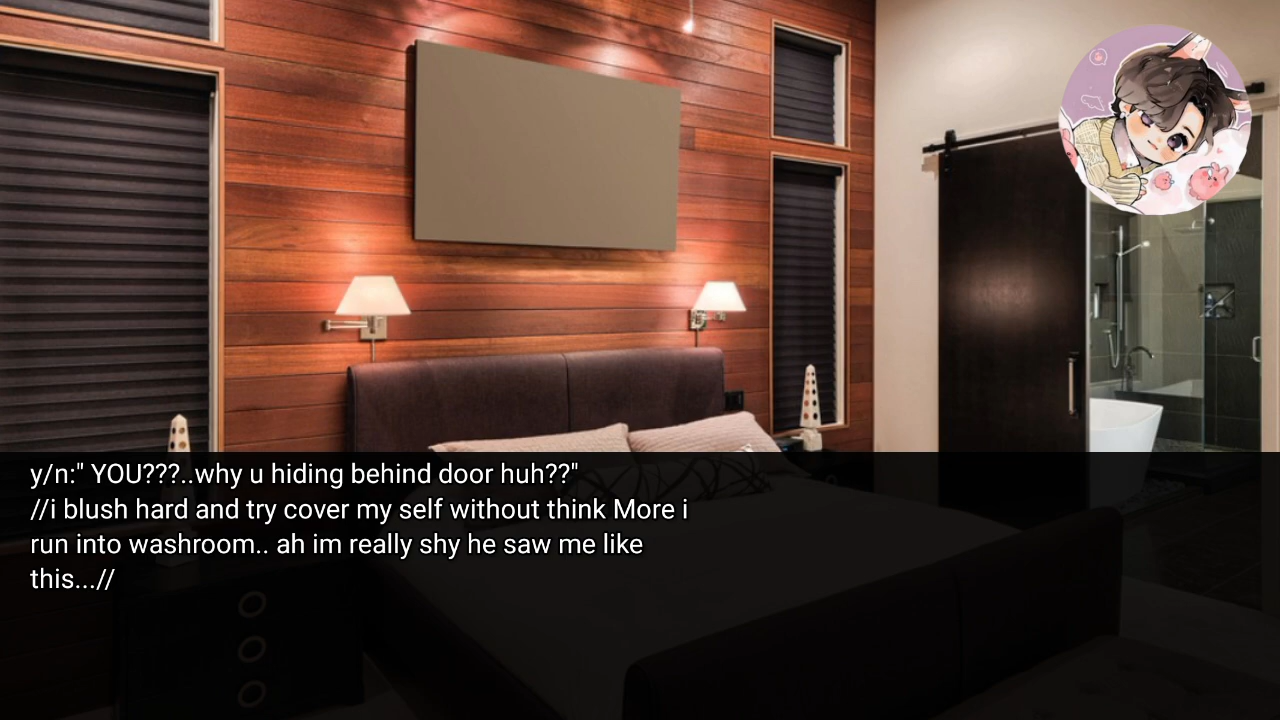 y/n:" YOU???..why u hiding behind door huh??"
//i blush hard and try cover my self without think More i
run into washroom.. ah im really shy he saw me like
this...//